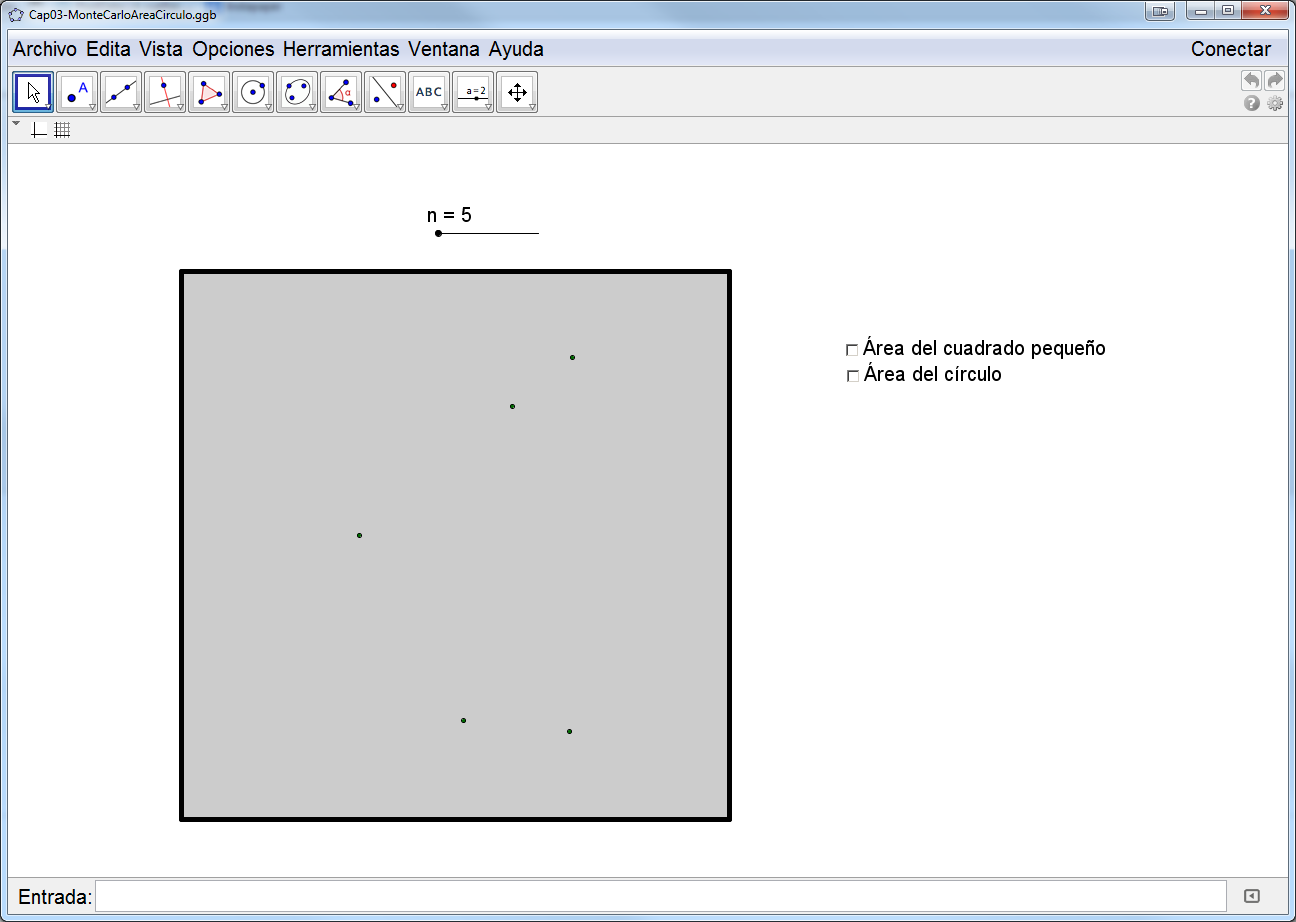 Cap03-MonteCarloAreaCirculo.ggb
Archivo Edita Vista Opciones Herramientas Ventana Ayuda Conectar
A α ABC a=2
?
n = 5
Área del cuadrado pequeño
Área del círculo
Entrada: